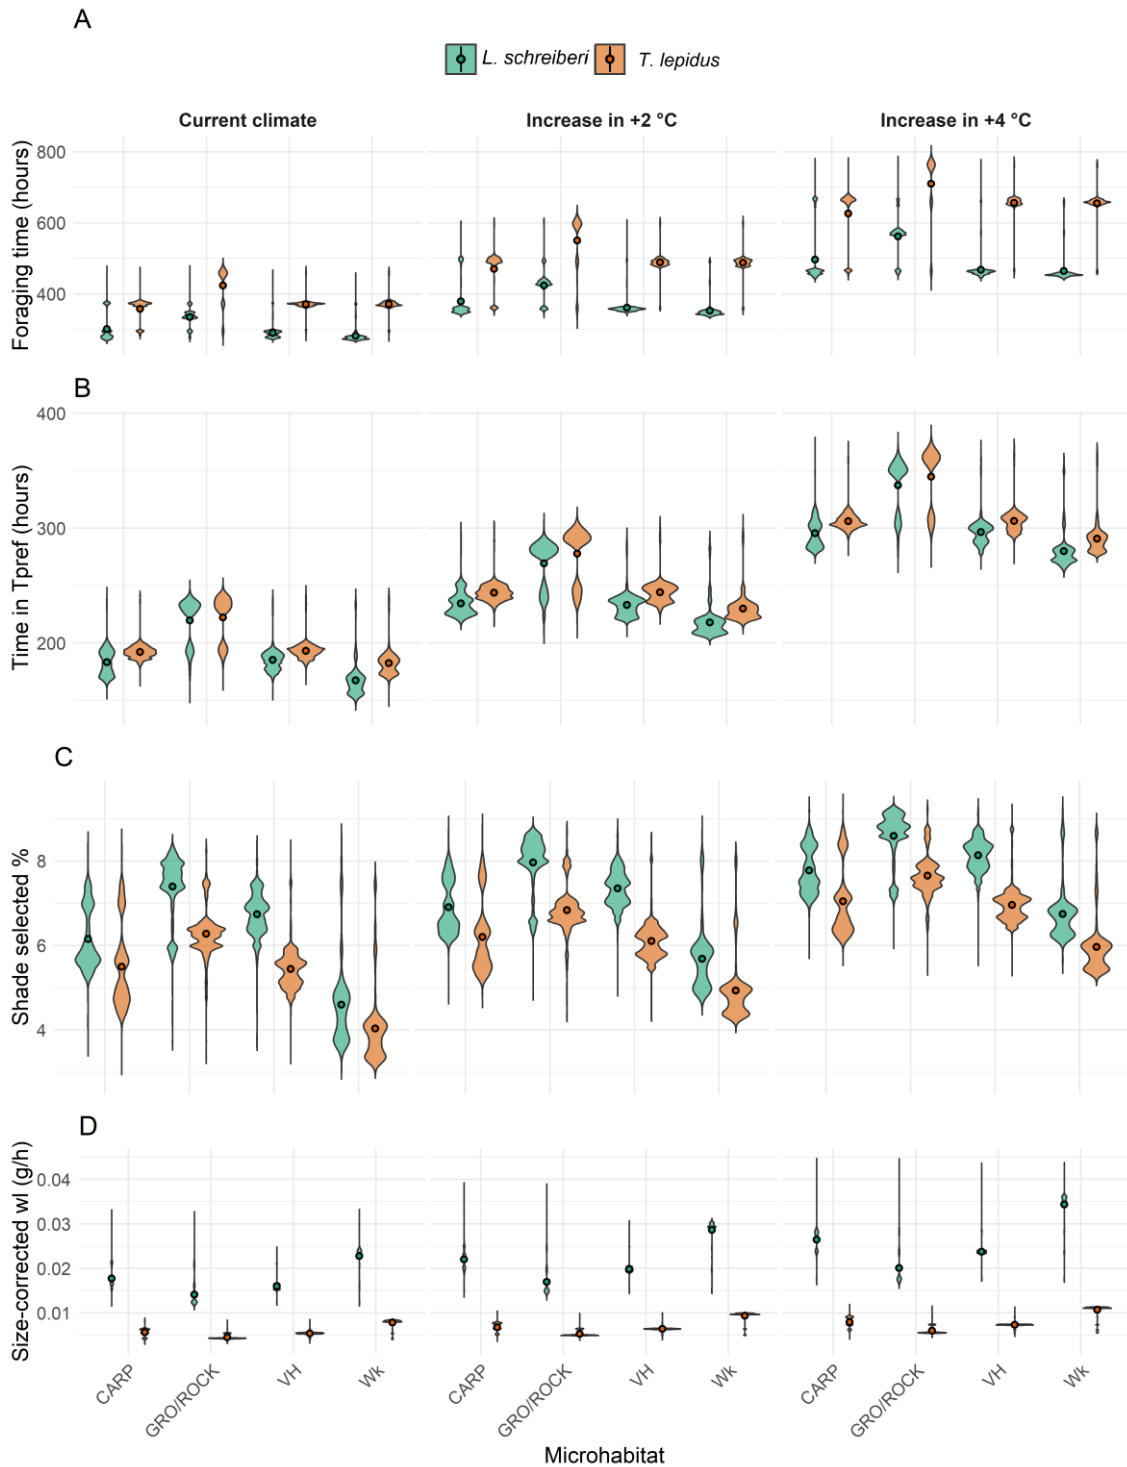 A
L. schreiberi T. lepidus
Current climate Increase in +2 °C Increase in +4 °C
Foraging time (hours)
800
600
400
B
Time in Tpref (hours)
400
300
200
C
Shade selected %
8
6
4
D
Size-corrected wl (g/h)
0.04
0.03
0.02
0.01
CARP GRO/ROCK VH Wk CARP GRO/ROCK VH Wk CARP GRO/ROCK VH Wk
Microhabitat